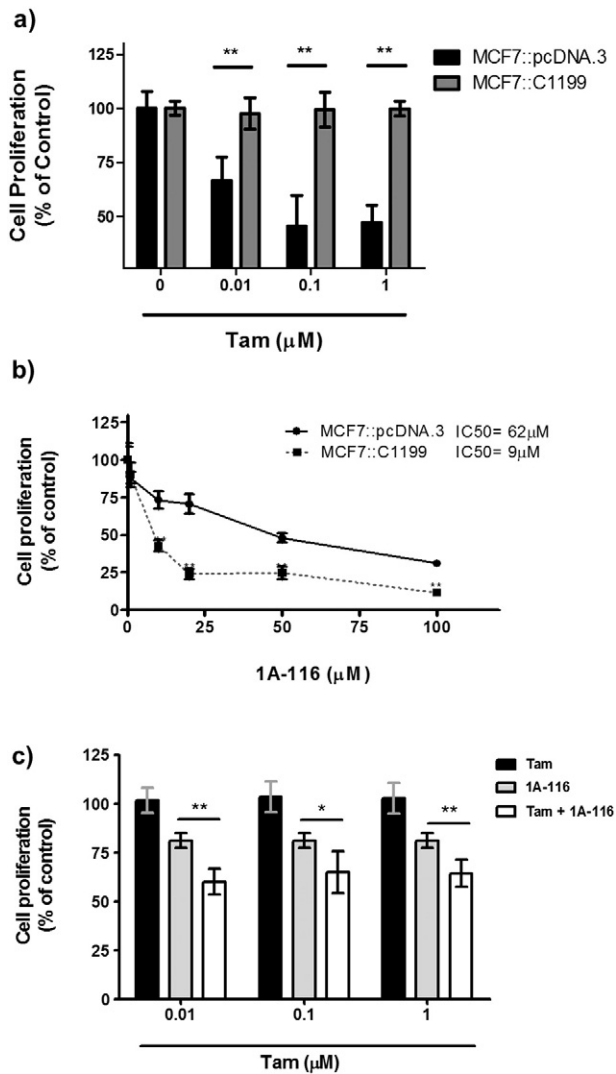 a)
125
100
75
50
Cell Proliferation
(% of Control)
** ** **
MCF7::pcDNA.3
MCF7::C1199
0 0.01 0.1 1
Tam (μM)
b)
125
100
75
50
25
0
Cell proliferation
(% of control)
MCF7::pcDNA.3 IC50= 62μM
MCF7::C1199 IC50= 9μM
**
0 25 50 75 100
1A-116 (μM)
c)
125
100
75
50
25
0
Cell proliferation
(% of control)
** * **
Tam
1A-116
Tam + 1A-116
0.01 0.1 1
Tam (μM)